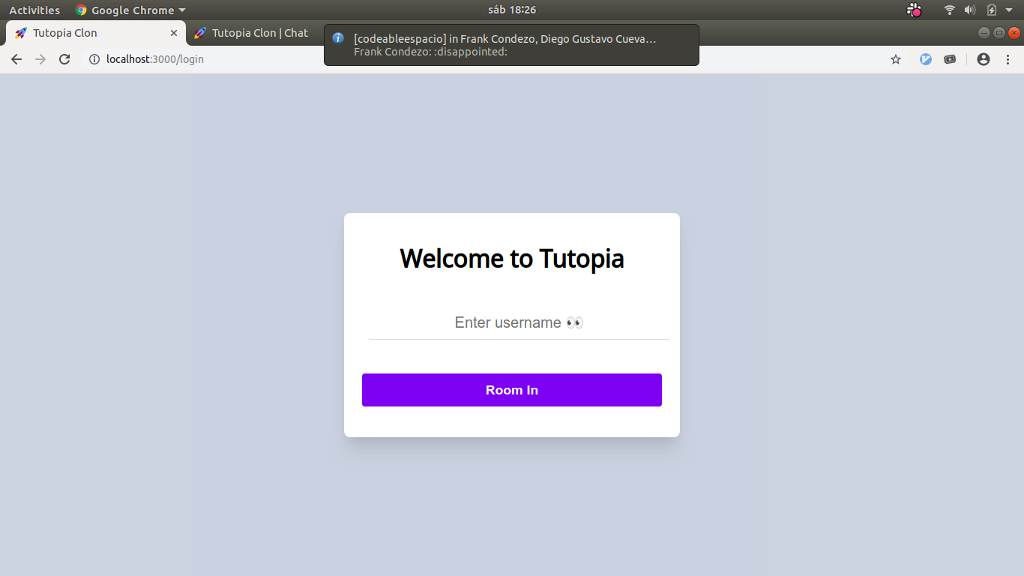 Activities Google Chrome sáb 18:26
Tutopia Clon Tutopia Clon | Chat
[codeableespacio] in Frank Condezo, Diego Gustavo Cueva…
Frank Condezo: :disappointed:
localhost:3000/login
Welcome to Tutopia
Enter username 👀
Room In